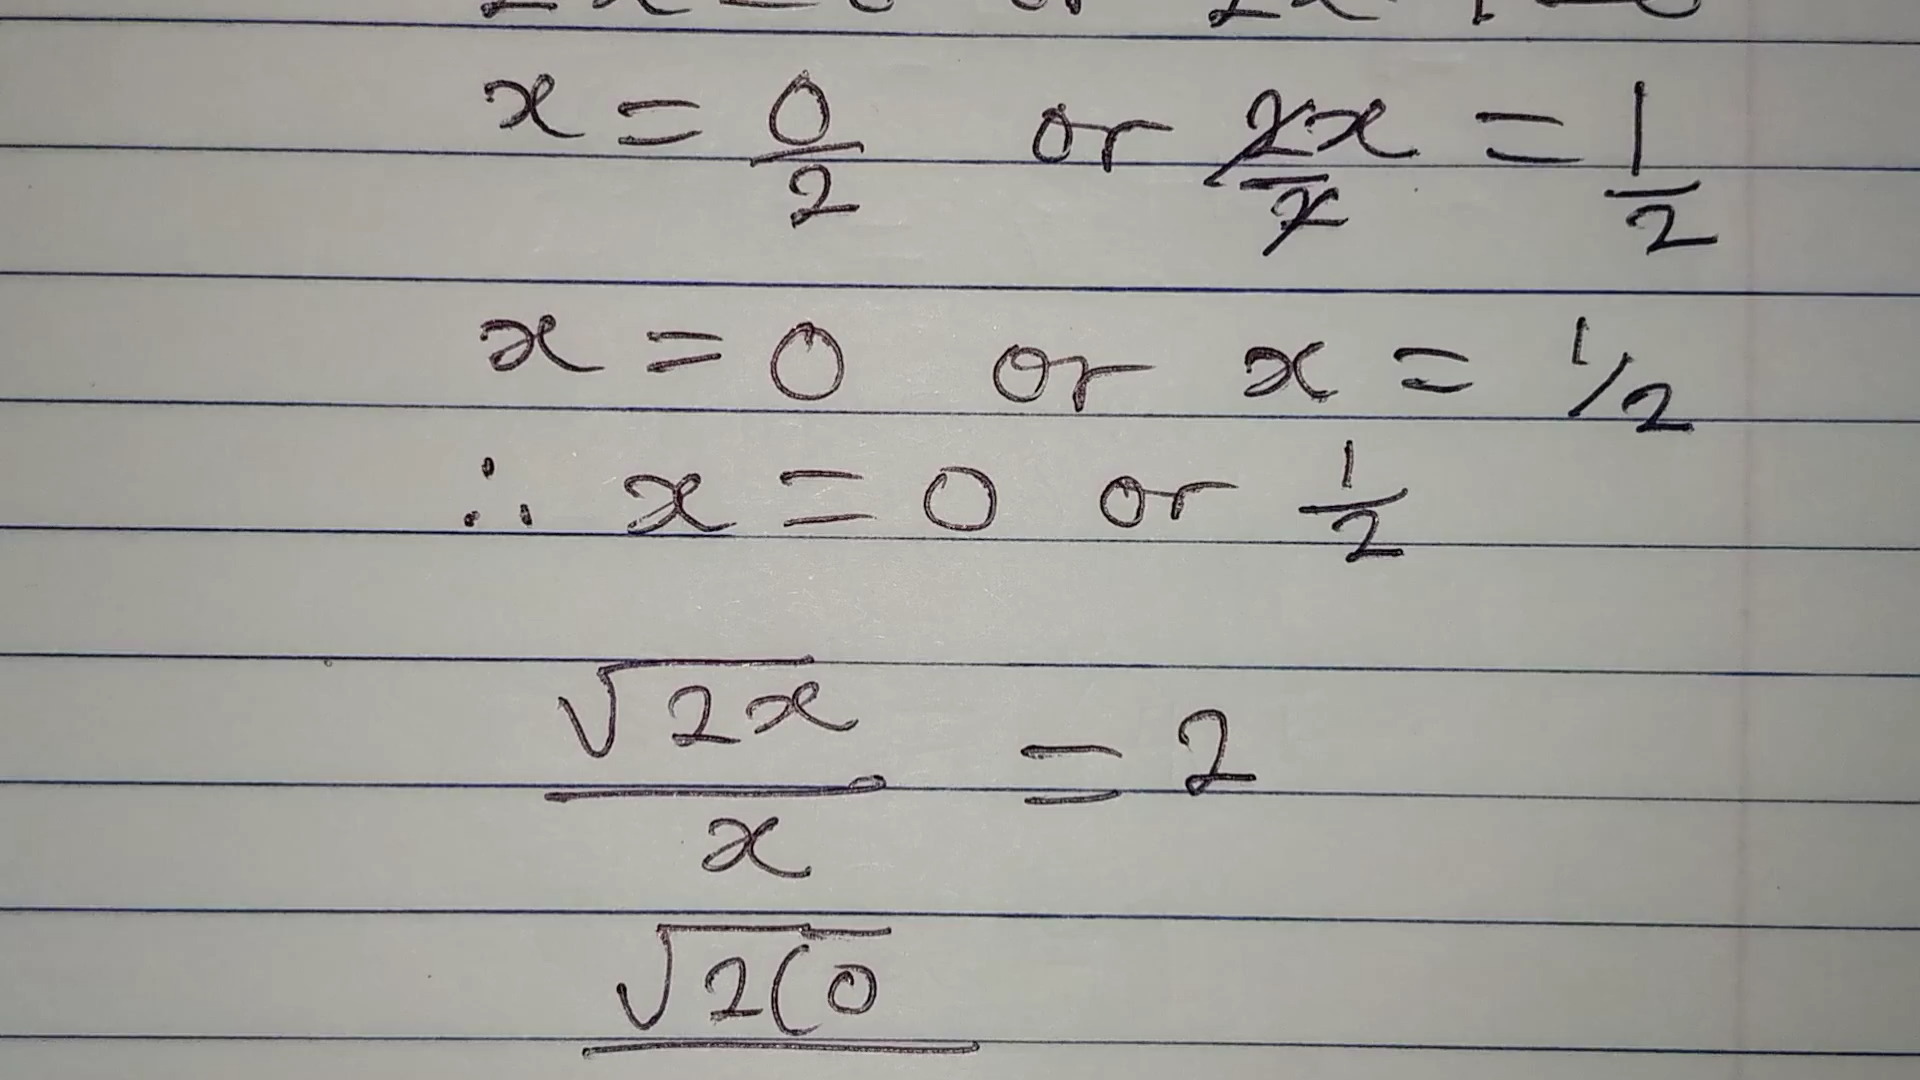 x = 0/2 or 2x/2 = 1/2
x = 0 or x = 1/2
∴ x = 0 or 1/2
√2x / x = 2
√2(0